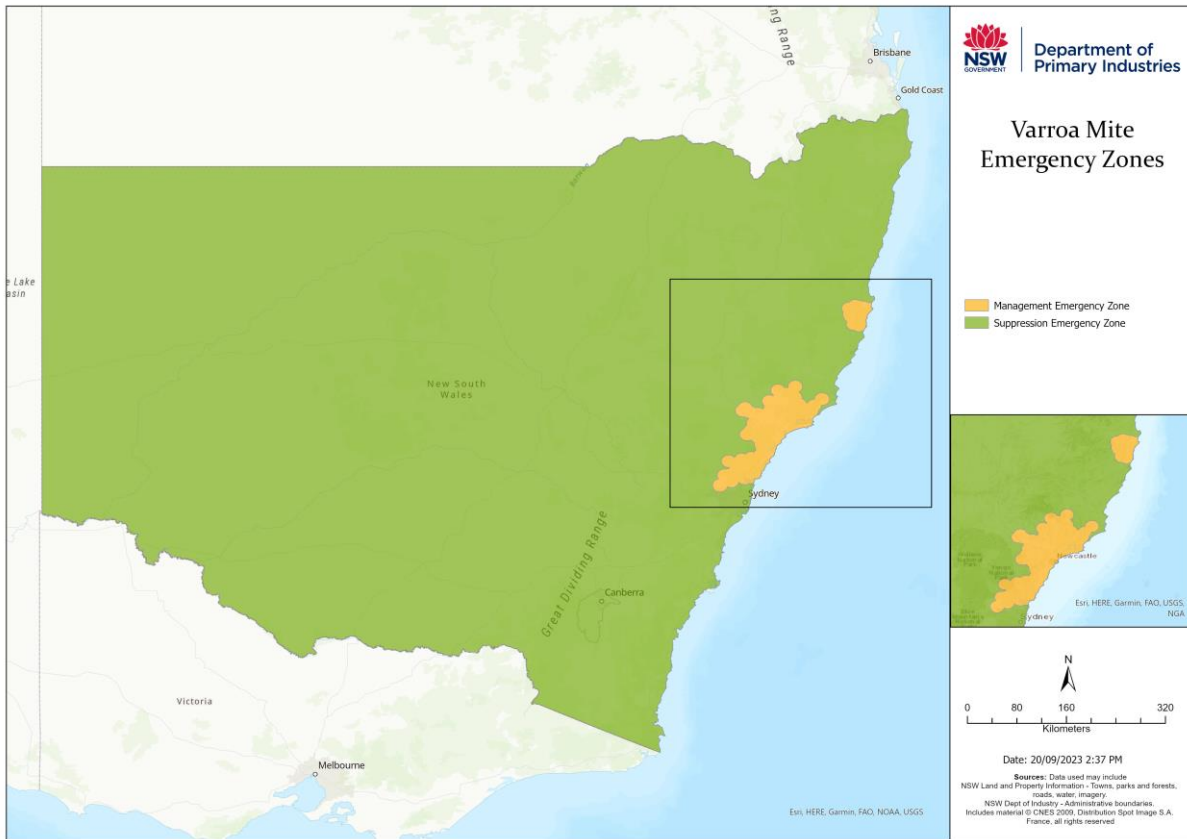 ng Range
Brisbane
Gold Coast
e Lake
asin
New South
Wales
Sydney
Great Dividing Range
Canberra
Victoria
Melbourne
Esri, HERE, Garmin, FAO, NOAA, USGS
NSW
GOVERNMENT
Department of
Primary Industries
Varroa Mite
Emergency Zones
Management Emergency Zone
Suppression Emergency Zone
Newcastle
Sydney
Esri, HERE, Garmin, FAO, USGS,
NGA
N
0 80 160 320
Kilometers
Date: 20/09/2023 2:37 PM
Sources: Data used may include
NSW Land and Property Information - Towns, parks and forests,
roads, water, imagery.
NSW Dept of Industry - Administrative boundaries.
Includes material © CNES 2009, Distribution Spot Image S.A.
France, all rights reserved